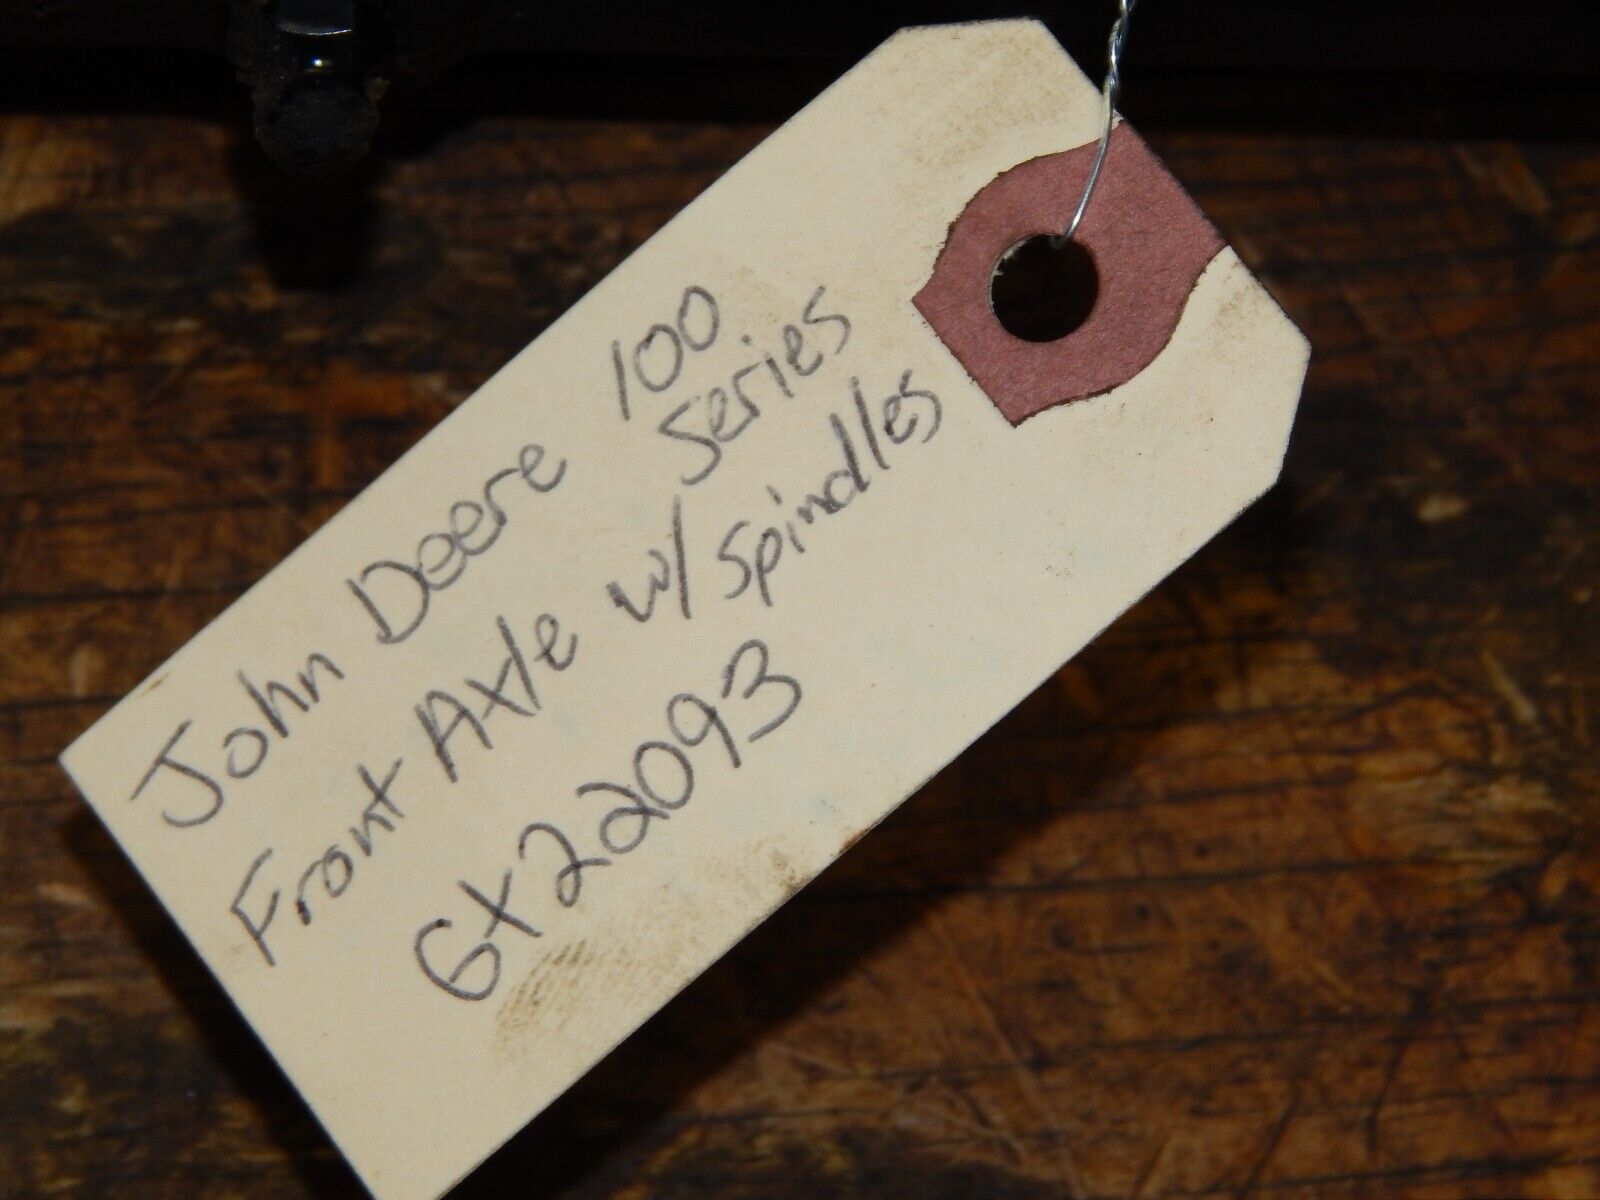 John Deere 100
Series
Front Axle w/ spindles
GX22093